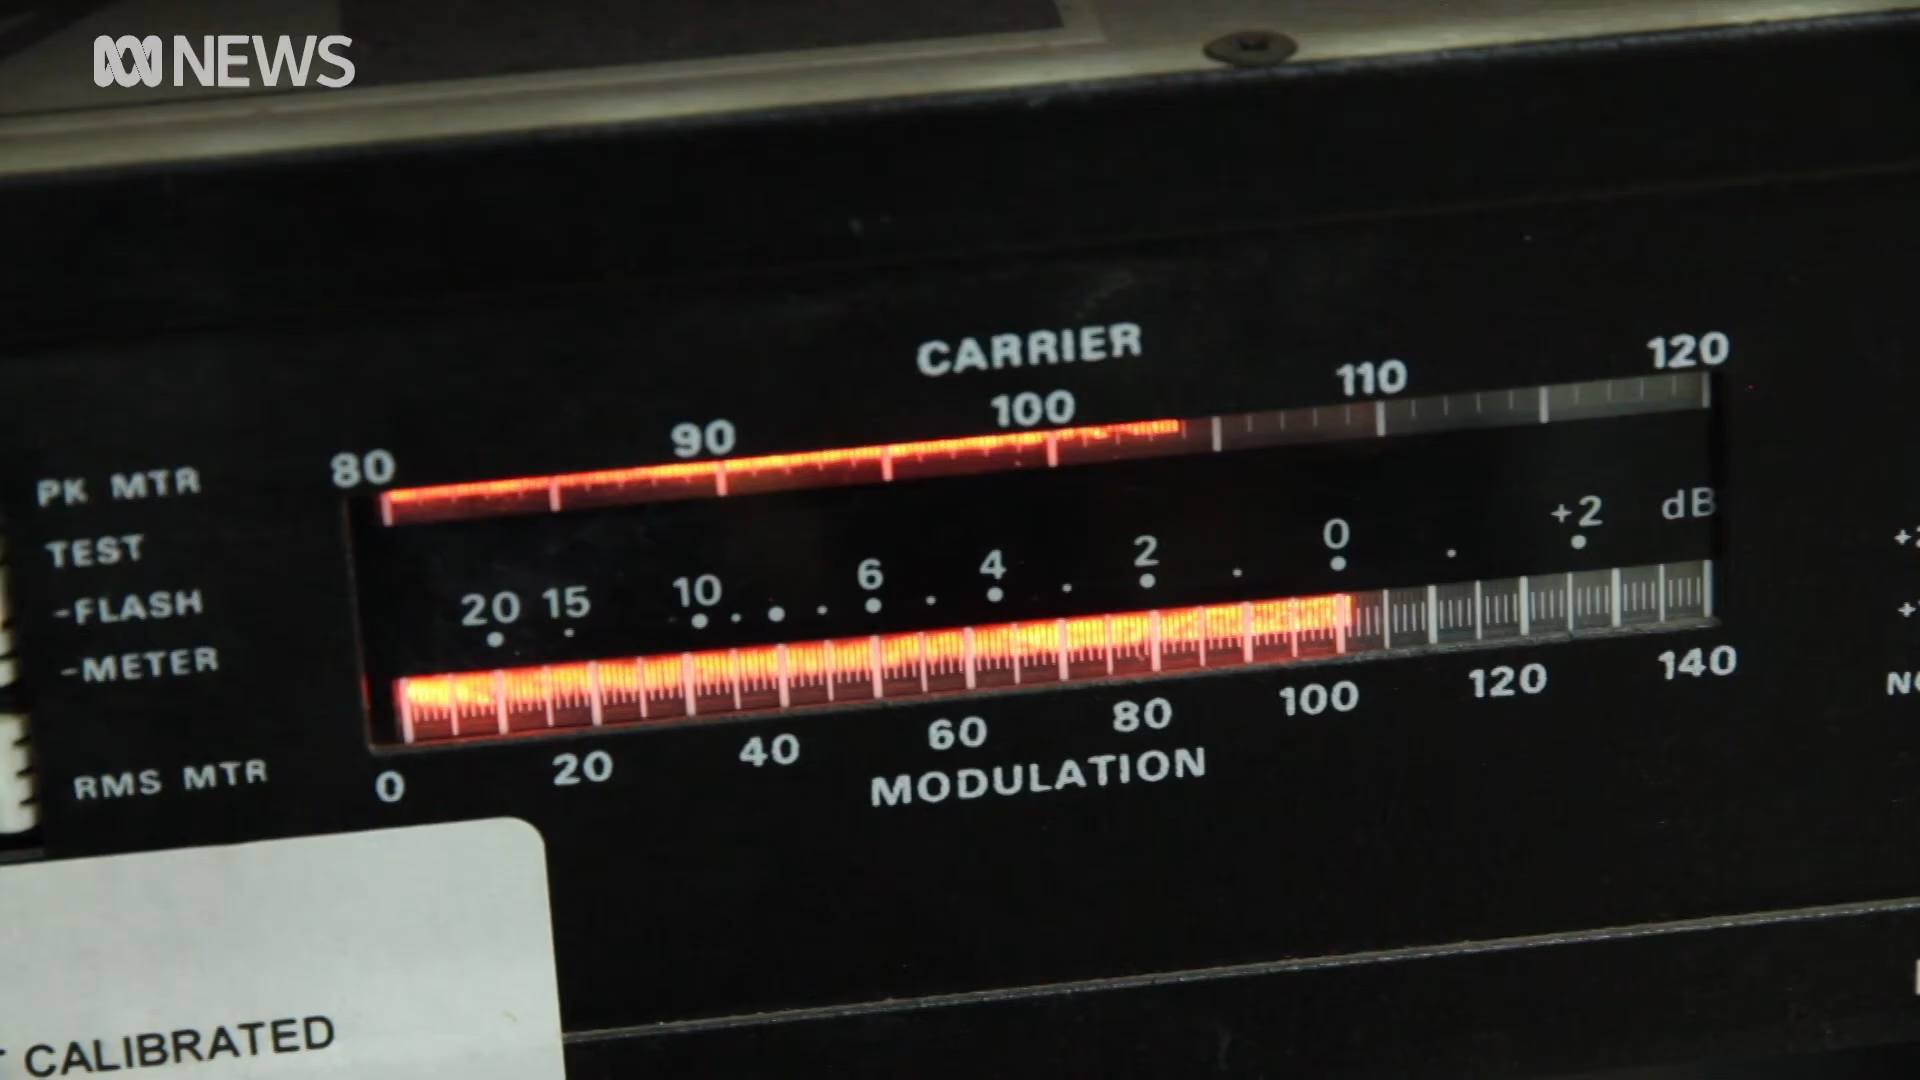 NEWS
CARRIER
80 90 100 110 120
PK MTR
TEST
-FLASH
-METER
20 15 10 6 4 2 0 +2 dB
RMS MTR
0 20 40 60 80 100 120 140
MODULATION
CALIBRATED